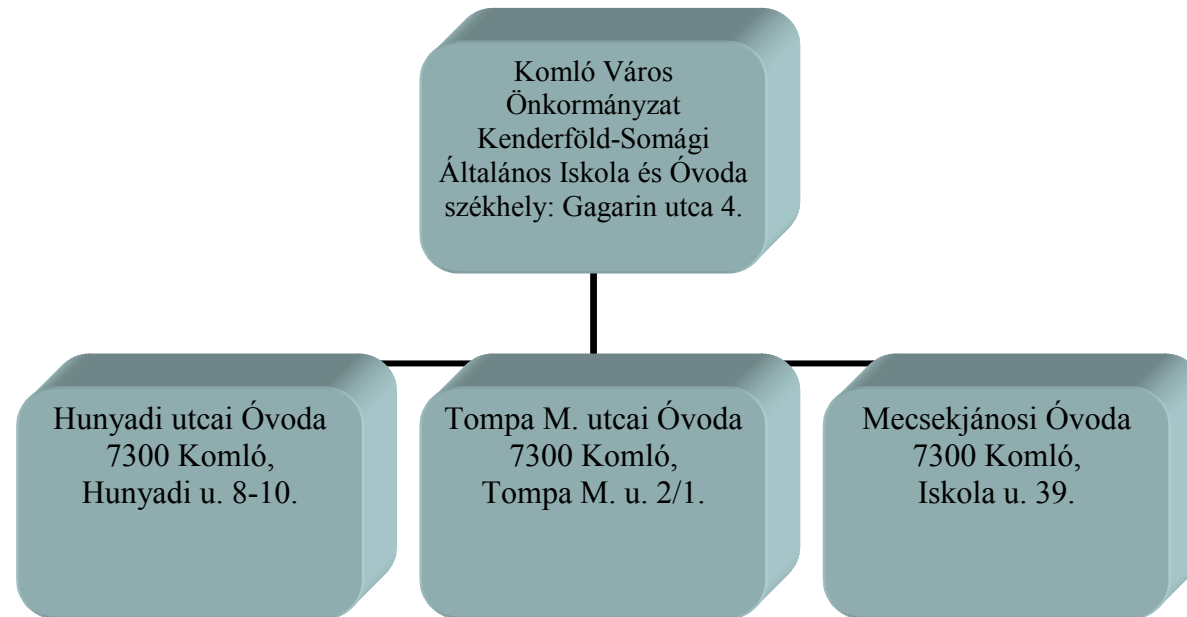 Komló Város
Önkormányzat
Kenderföld-Somági
Általános Iskola és Óvoda
székhely: Gagarin utca 4.
Hunyadi utcai Óvoda
7300 Komló,
Hunyadi u. 8-10.
Tompa M. utcai Óvoda
7300 Komló,
Tompa M. u. 2/1.
Mecsekjánosi Óvoda
7300 Komló,
Iskola u. 39.